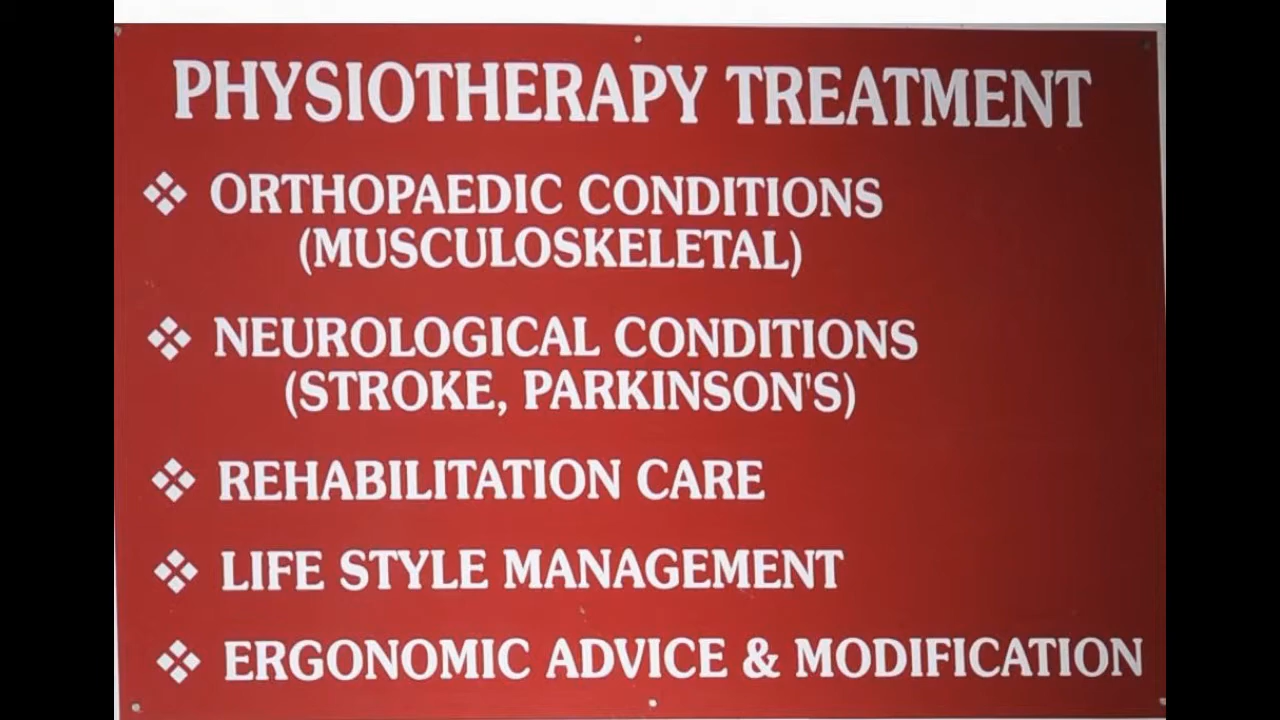 PHYSIOTHERAPY TREATMENT
❖ ORTHOPAEDIC CONDITIONS
(MUSCULOSKELETAL)
❖ NEUROLOGICAL CONDITIONS
(STROKE, PARKINSON'S)
❖ REHABILITATION CARE
❖ LIFE STYLE MANAGEMENT
❖ ERGONOMIC ADVICE & MODIFICATION